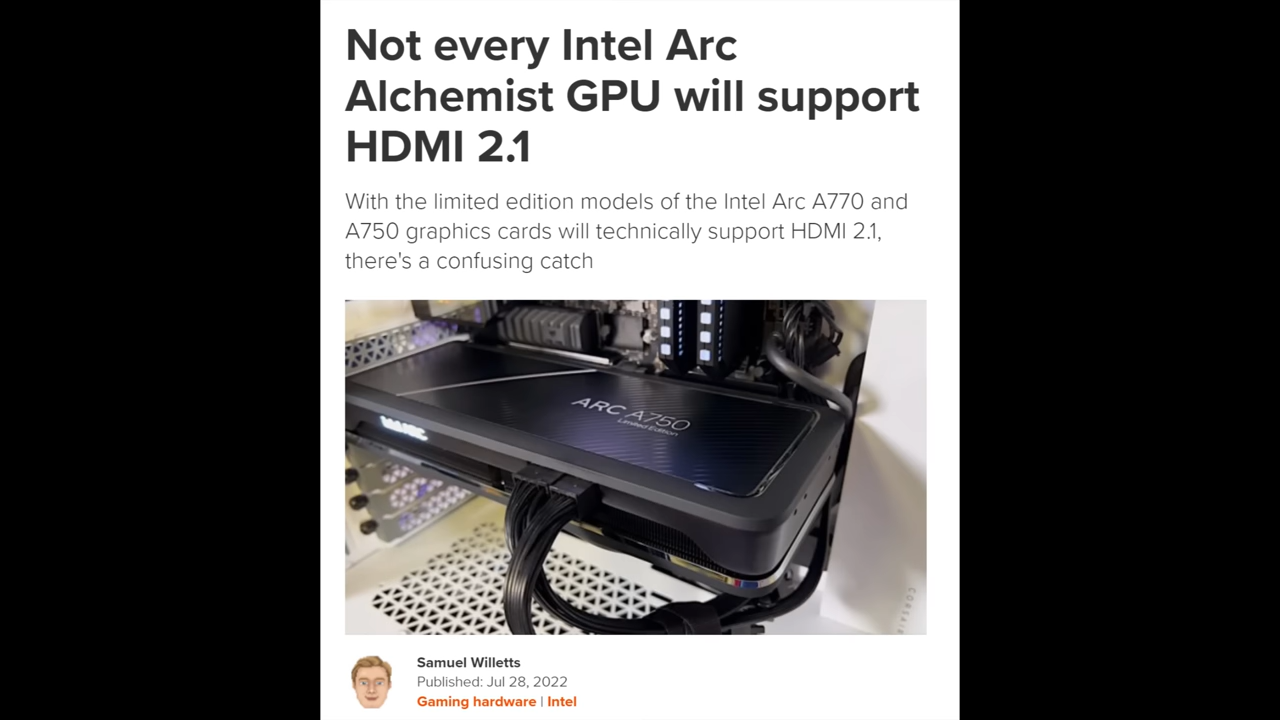 Not every Intel Arc
Alchemist GPU will support
HDMI 2.1
With the limited edition models of the Intel Arc A770 and
A750 graphics cards will technically support HDMI 2.1,
there's a confusing catch
ARC A750
Limited Edition
CORSAIR
Samuel Willetts
Published: Jul 28, 2022
Gaming hardware | Intel